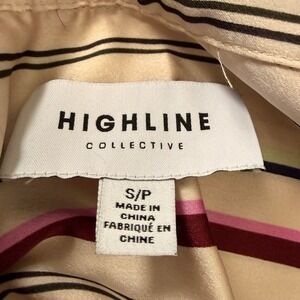 HIGHLINE
COLLECTIVE
S/P
MADE IN
CHINA
FABRIQUÉ EN
CHINE